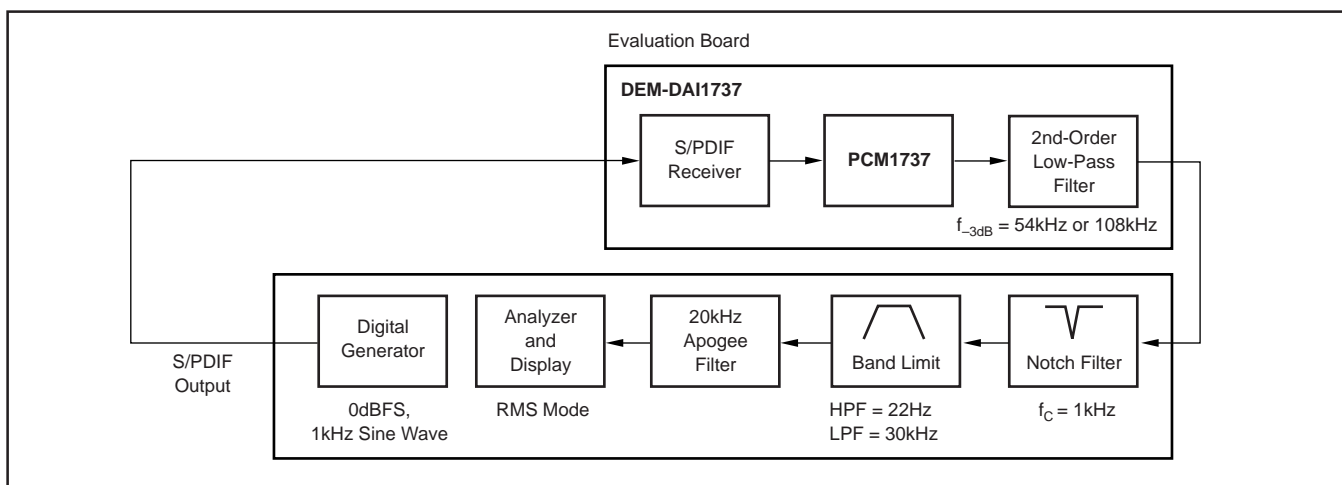 Evaluation Board
DEM-DAI1737
S/PDIF
Receiver
PCM1737
2nd-Order
Low-Pass
Filter
f–3dB = 54kHz or 108kHz
S/PDIF
Output
Digital
Generator
0dBFS,
1kHz Sine Wave
Analyzer
and
Display
RMS Mode
20kHz
Apogee
Filter
Band Limit
HPF = 22Hz
LPF = 30kHz
Notch Filter
fC = 1kHz